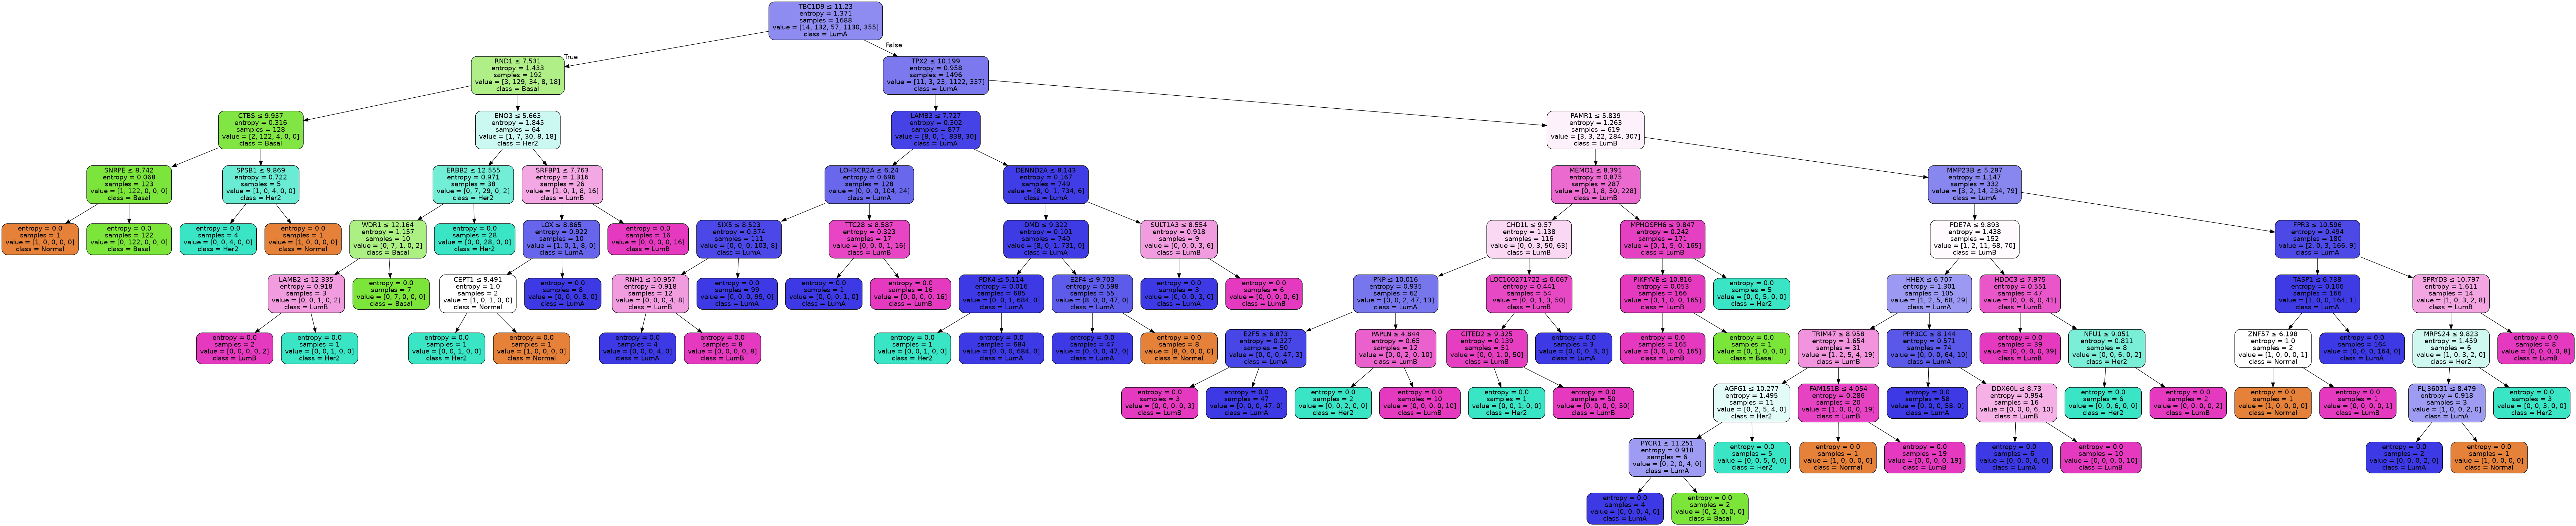 TBC1D9 ≤ 11.23
entropy = 1.371
samples = 1688
value = [14, 132, 57, 1130, 355]
class = LumA
True
False
RND1 ≤ 7.531
entropy = 1.433
samples = 192
value = [3, 129, 34, 8, 18]
class = Basal
TPX2 ≤ 10.199
entropy = 0.958
samples = 1496
value = [11, 3, 23, 1122, 337]
class = LumA
CTBS ≤ 9.957
entropy = 0.316
samples = 128
value = [2, 122, 4, 0, 0]
class = Basal
ENO3 ≤ 5.663
entropy = 1.845
samples = 64
value = [1, 7, 30, 8, 18]
class = Her2
LAMB3 ≤ 7.727
entropy = 0.302
samples = 877
value = [8, 0, 1, 838, 30]
class = LumA
PAMR1 ≤ 5.839
entropy = 1.263
samples = 619
value = [3, 3, 22, 284, 307]
class = LumB
SNRPE ≤ 8.742
entropy = 0.068
samples = 123
value = [1, 122, 0, 0, 0]
class = Basal
SPSB1 ≤ 9.869
entropy = 0.722
samples = 5
value = [1, 0, 4, 0, 0]
class = Her2
ERBB2 ≤ 12.555
entropy = 0.971
samples = 38
value = [0, 7, 29, 0, 2]
class = Her2
SRFBP1 ≤ 7.763
entropy = 1.316
samples = 26
value = [1, 0, 1, 8, 16]
class = LumB
LOH3CR2A ≤ 6.24
entropy = 0.696
samples = 128
value = [0, 0, 0, 104, 24]
class = LumA
DENND2A ≤ 8.143
entropy = 0.167
samples = 749
value = [8, 0, 1, 734, 6]
class = LumA
MEMO1 ≤ 8.391
entropy = 0.875
samples = 287
value = [0, 1, 8, 50, 228]
class = LumB
MMP23B ≤ 5.287
entropy = 1.147
samples = 332
value = [3, 2, 14, 234, 79]
class = LumA
entropy = 0.0
samples = 1
value = [1, 0, 0, 0, 0]
class = Normal
entropy = 0.0
samples = 122
value = [0, 122, 0, 0, 0]
class = Basal
entropy = 0.0
samples = 4
value = [0, 0, 4, 0, 0]
class = Her2
entropy = 0.0
samples = 1
value = [1, 0, 0, 0, 0]
class = Normal
WDR1 ≤ 12.164
entropy = 1.157
samples = 10
value = [0, 7, 1, 0, 2]
class = Basal
entropy = 0.0
samples = 28
value = [0, 0, 28, 0, 0]
class = Her2
LOX ≤ 8.865
entropy = 0.922
samples = 10
value = [1, 0, 1, 8, 0]
class = LumA
entropy = 0.0
samples = 16
value = [0, 0, 0, 0, 16]
class = LumB
SIX5 ≤ 8.523
entropy = 0.374
samples = 111
value = [0, 0, 0, 103, 8]
class = LumA
TTC28 ≤ 8.587
entropy = 0.323
samples = 17
value = [0, 0, 0, 1, 16]
class = LumB
DMD ≤ 9.322
entropy = 0.101
samples = 740
value = [8, 0, 1, 731, 0]
class = LumA
SULT1A3 ≤ 8.554
entropy = 0.918
samples = 9
value = [0, 0, 0, 3, 6]
class = LumB
CHD1L ≤ 9.57
entropy = 1.138
samples = 116
value = [0, 0, 3, 50, 63]
class = LumB
MPHOSPH6 ≤ 9.847
entropy = 0.242
samples = 171
value = [0, 1, 5, 0, 165]
class = LumB
PDE7A ≤ 9.893
entropy = 1.438
samples = 152
value = [1, 2, 11, 68, 70]
class = LumB
FPR3 ≤ 10.596
entropy = 0.494
samples = 180
value = [2, 0, 3, 166, 9]
class = LumA
LAMB2 ≤ 12.335
entropy = 0.918
samples = 3
value = [0, 0, 1, 0, 2]
class = LumB
entropy = 0.0
samples = 7
value = [0, 7, 0, 0, 0]
class = Basal
CEPT1 ≤ 9.491
entropy = 1.0
samples = 2
value = [1, 0, 1, 0, 0]
class = Normal
entropy = 0.0
samples = 8
value = [0, 0, 0, 8, 0]
class = LumA
RNH1 ≤ 10.957
entropy = 0.918
samples = 12
value = [0, 0, 0, 4, 8]
class = LumB
entropy = 0.0
samples = 99
value = [0, 0, 0, 99, 0]
class = LumA
entropy = 0.0
samples = 1
value = [0, 0, 0, 1, 0]
class = LumA
entropy = 0.0
samples = 16
value = [0, 0, 0, 0, 16]
class = LumB
PDK4 ≤ 5.114
entropy = 0.016
samples = 685
value = [0, 0, 1, 684, 0]
class = LumA
E2F4 ≤ 9.703
entropy = 0.598
samples = 55
value = [8, 0, 0, 47, 0]
class = LumA
entropy = 0.0
samples = 3
value = [0, 0, 0, 3, 0]
class = LumA
entropy = 0.0
samples = 6
value = [0, 0, 0, 0, 6]
class = LumB
PNP ≤ 10.016
entropy = 0.935
samples = 62
value = [0, 0, 2, 47, 13]
class = LumA
LOC100271722 ≤ 6.067
entropy = 0.441
samples = 54
value = [0, 0, 1, 3, 50]
class = LumB
PIKFYVE ≤ 10.816
entropy = 0.053
samples = 166
value = [0, 1, 0, 0, 165]
class = LumB
entropy = 0.0
samples = 5
value = [0, 0, 5, 0, 0]
class = Her2
HHEX ≤ 6.707
entropy = 1.301
samples = 105
value = [1, 2, 5, 68, 29]
class = LumA
HDDC3 ≤ 7.975
entropy = 0.551
samples = 47
value = [0, 0, 6, 0, 41]
class = LumB
TASP1 ≤ 6.738
entropy = 0.106
samples = 166
value = [1, 0, 0, 164, 1]
class = LumA
SPRYD3 ≤ 10.797
entropy = 1.611
samples = 14
value = [1, 0, 3, 2, 8]
class = LumB
entropy = 0.0
samples = 2
value = [0, 0, 0, 0, 2]
class = LumB
entropy = 0.0
samples = 1
value = [0, 0, 1, 0, 0]
class = Her2
entropy = 0.0
samples = 1
value = [0, 0, 1, 0, 0]
class = Her2
entropy = 0.0
samples = 1
value = [1, 0, 0, 0, 0]
class = Normal
entropy = 0.0
samples = 4
value = [0, 0, 0, 4, 0]
class = LumA
entropy = 0.0
samples = 8
value = [0, 0, 0, 0, 8]
class = LumB
entropy = 0.0
samples = 1
value = [0, 0, 1, 0, 0]
class = Her2
entropy = 0.0
samples = 684
value = [0, 0, 0, 684, 0]
class = LumA
entropy = 0.0
samples = 47
value = [0, 0, 0, 47, 0]
class = LumA
entropy = 0.0
samples = 8
value = [8, 0, 0, 0, 0]
class = Normal
E2F5 ≤ 6.873
entropy = 0.327
samples = 50
value = [0, 0, 0, 47, 3]
class = LumA
PAPLN ≤ 4.844
entropy = 0.65
samples = 12
value = [0, 0, 2, 0, 10]
class = LumB
CITED2 ≤ 9.325
entropy = 0.139
samples = 51
value = [0, 0, 1, 0, 50]
class = LumB
entropy = 0.0
samples = 3
value = [0, 0, 0, 3, 0]
class = LumA
entropy = 0.0
samples = 165
value = [0, 0, 0, 0, 165]
class = LumB
entropy = 0.0
samples = 1
value = [0, 1, 0, 0, 0]
class = Basal
TRIM47 ≤ 8.958
entropy = 1.654
samples = 31
value = [1, 2, 5, 4, 19]
class = LumB
PPP3CC ≤ 8.144
entropy = 0.571
samples = 74
value = [0, 0, 0, 64, 10]
class = LumA
entropy = 0.0
samples = 39
value = [0, 0, 0, 0, 39]
class = LumB
NFU1 ≤ 9.051
entropy = 0.811
samples = 8
value = [0, 0, 6, 0, 2]
class = Her2
ZNF57 ≤ 6.198
entropy = 1.0
samples = 2
value = [1, 0, 0, 0, 1]
class = Normal
entropy = 0.0
samples = 164
value = [0, 0, 0, 164, 0]
class = LumA
MRPS24 ≤ 9.823
entropy = 1.459
samples = 6
value = [1, 0, 3, 2, 0]
class = Her2
entropy = 0.0
samples = 8
value = [0, 0, 0, 0, 8]
class = LumB
entropy = 0.0
samples = 3
value = [0, 0, 0, 0, 3]
class = LumB
entropy = 0.0
samples = 47
value = [0, 0, 0, 47, 0]
class = LumA
entropy = 0.0
samples = 2
value = [0, 0, 2, 0, 0]
class = Her2
entropy = 0.0
samples = 10
value = [0, 0, 0, 0, 10]
class = LumB
entropy = 0.0
samples = 1
value = [0, 0, 1, 0, 0]
class = Her2
entropy = 0.0
samples = 50
value = [0, 0, 0, 0, 50]
class = LumB
AGFG1 ≤ 10.277
entropy = 1.495
samples = 11
value = [0, 2, 5, 4, 0]
class = Her2
FAM151B ≤ 4.054
entropy = 0.286
samples = 20
value = [1, 0, 0, 0, 19]
class = LumB
entropy = 0.0
samples = 58
value = [0, 0, 0, 58, 0]
class = LumA
DDX60L ≤ 8.73
entropy = 0.954
samples = 16
value = [0, 0, 0, 6, 10]
class = LumB
entropy = 0.0
samples = 6
value = [0, 0, 6, 0, 0]
class = Her2
entropy = 0.0
samples = 2
value = [0, 0, 0, 0, 2]
class = LumB
entropy = 0.0
samples = 1
value = [1, 0, 0, 0, 0]
class = Normal
entropy = 0.0
samples = 1
value = [0, 0, 0, 0, 1]
class = LumB
FLJ36031 ≤ 8.479
entropy = 0.918
samples = 3
value = [1, 0, 0, 2, 0]
class = LumA
entropy = 0.0
samples = 3
value = [0, 0, 3, 0, 0]
class = Her2
PYCR1 ≤ 11.251
entropy = 0.918
samples = 6
value = [0, 2, 0, 4, 0]
class = LumA
entropy = 0.0
samples = 5
value = [0, 0, 5, 0, 0]
class = Her2
entropy = 0.0
samples = 1
value = [1, 0, 0, 0, 0]
class = Normal
entropy = 0.0
samples = 19
value = [0, 0, 0, 0, 19]
class = LumB
entropy = 0.0
samples = 6
value = [0, 0, 0, 6, 0]
class = LumA
entropy = 0.0
samples = 10
value = [0, 0, 0, 0, 10]
class = LumB
entropy = 0.0
samples = 2
value = [0, 0, 0, 2, 0]
class = LumA
entropy = 0.0
samples = 1
value = [1, 0, 0, 0, 0]
class = Normal
entropy = 0.0
samples = 4
value = [0, 0, 0, 4, 0]
class = LumA
entropy = 0.0
samples = 2
value = [0, 2, 0, 0, 0]
class = Basal